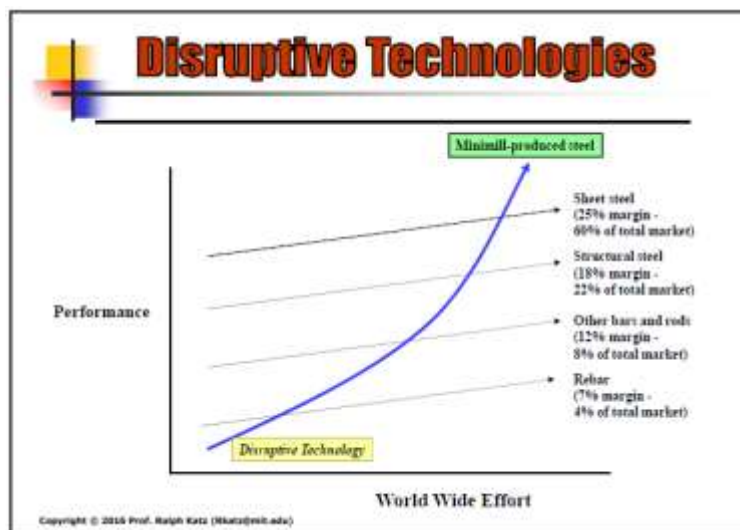 Disruptive Technologies
Minimill-produced steel
Sheet steel
(25% margin -
60% of total market)
Structural steel
(18% margin -
22% of total market)
Performance
Other bars and rods
(12% margin -
8% of total market)
Rebar
(7% margin -
4% of total market)
Disruptive Technology
World Wide Effort
Copyright © 2016 Prof. Ralph Katz (Rkatz@mit.edu)